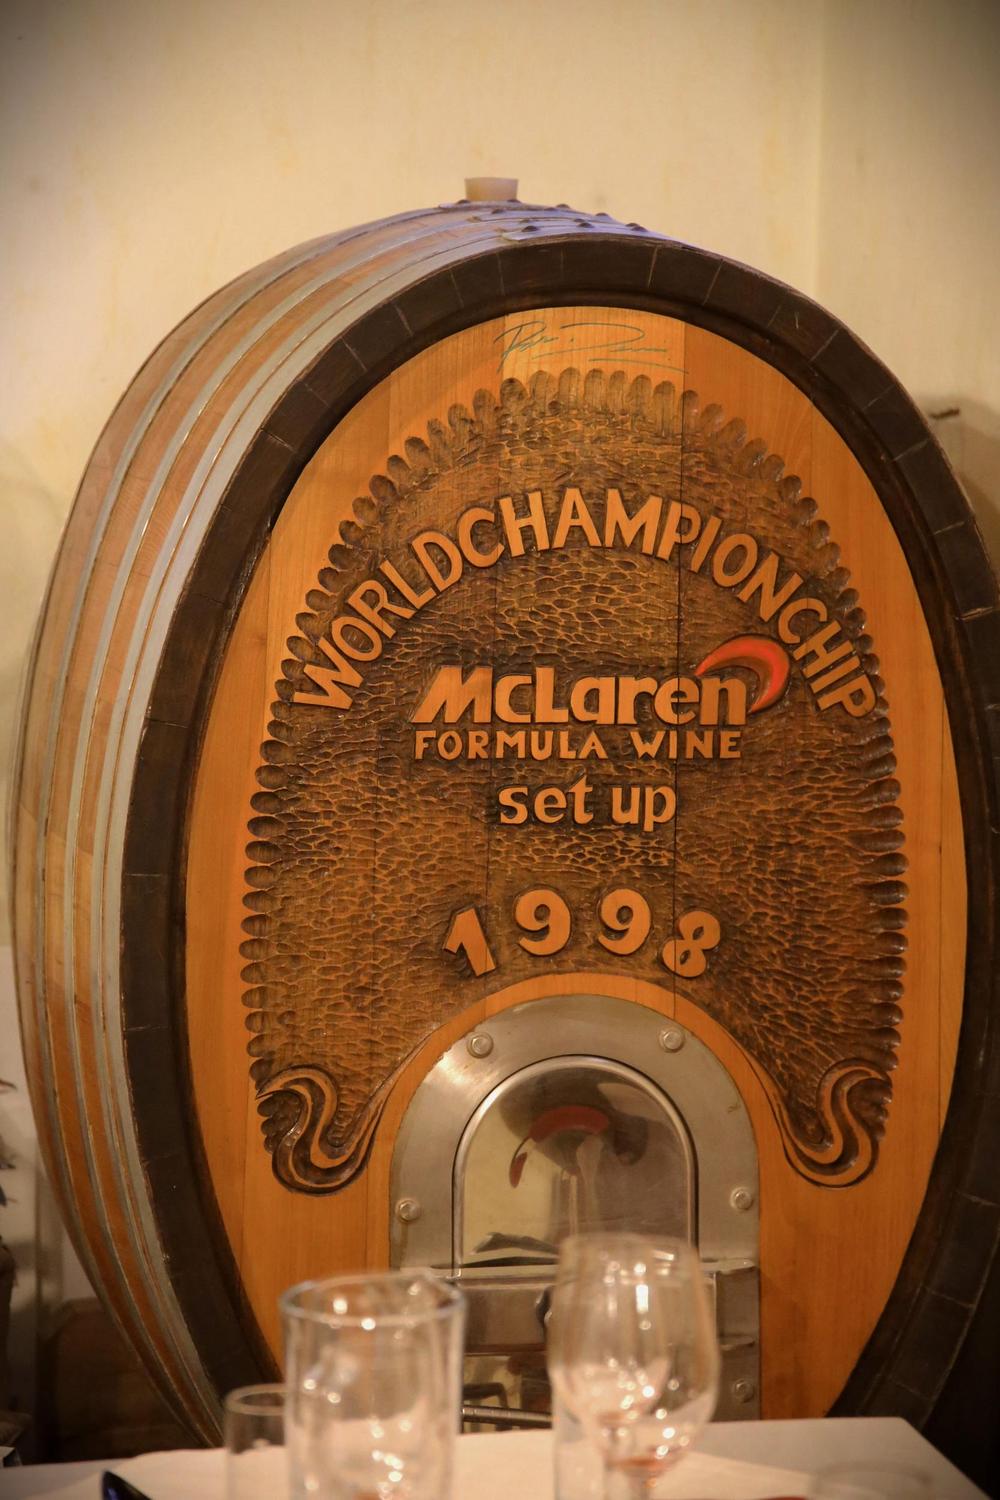 WORLDCHAMPIONCHIP
McLaren
FORMULA WINE
set up
1998